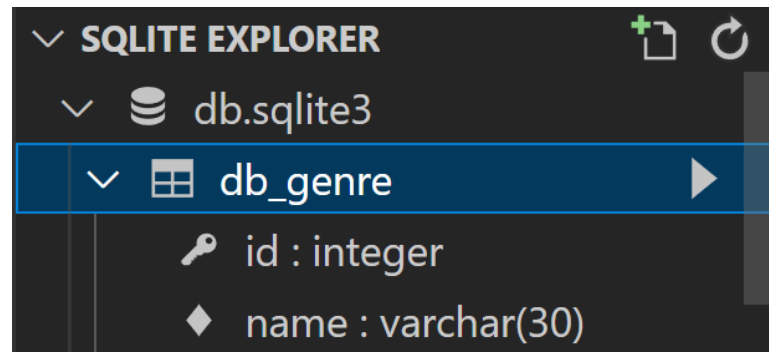 SQLITE EXPLORER
db.sqlite3
db_genre
id : integer
name : varchar(30)